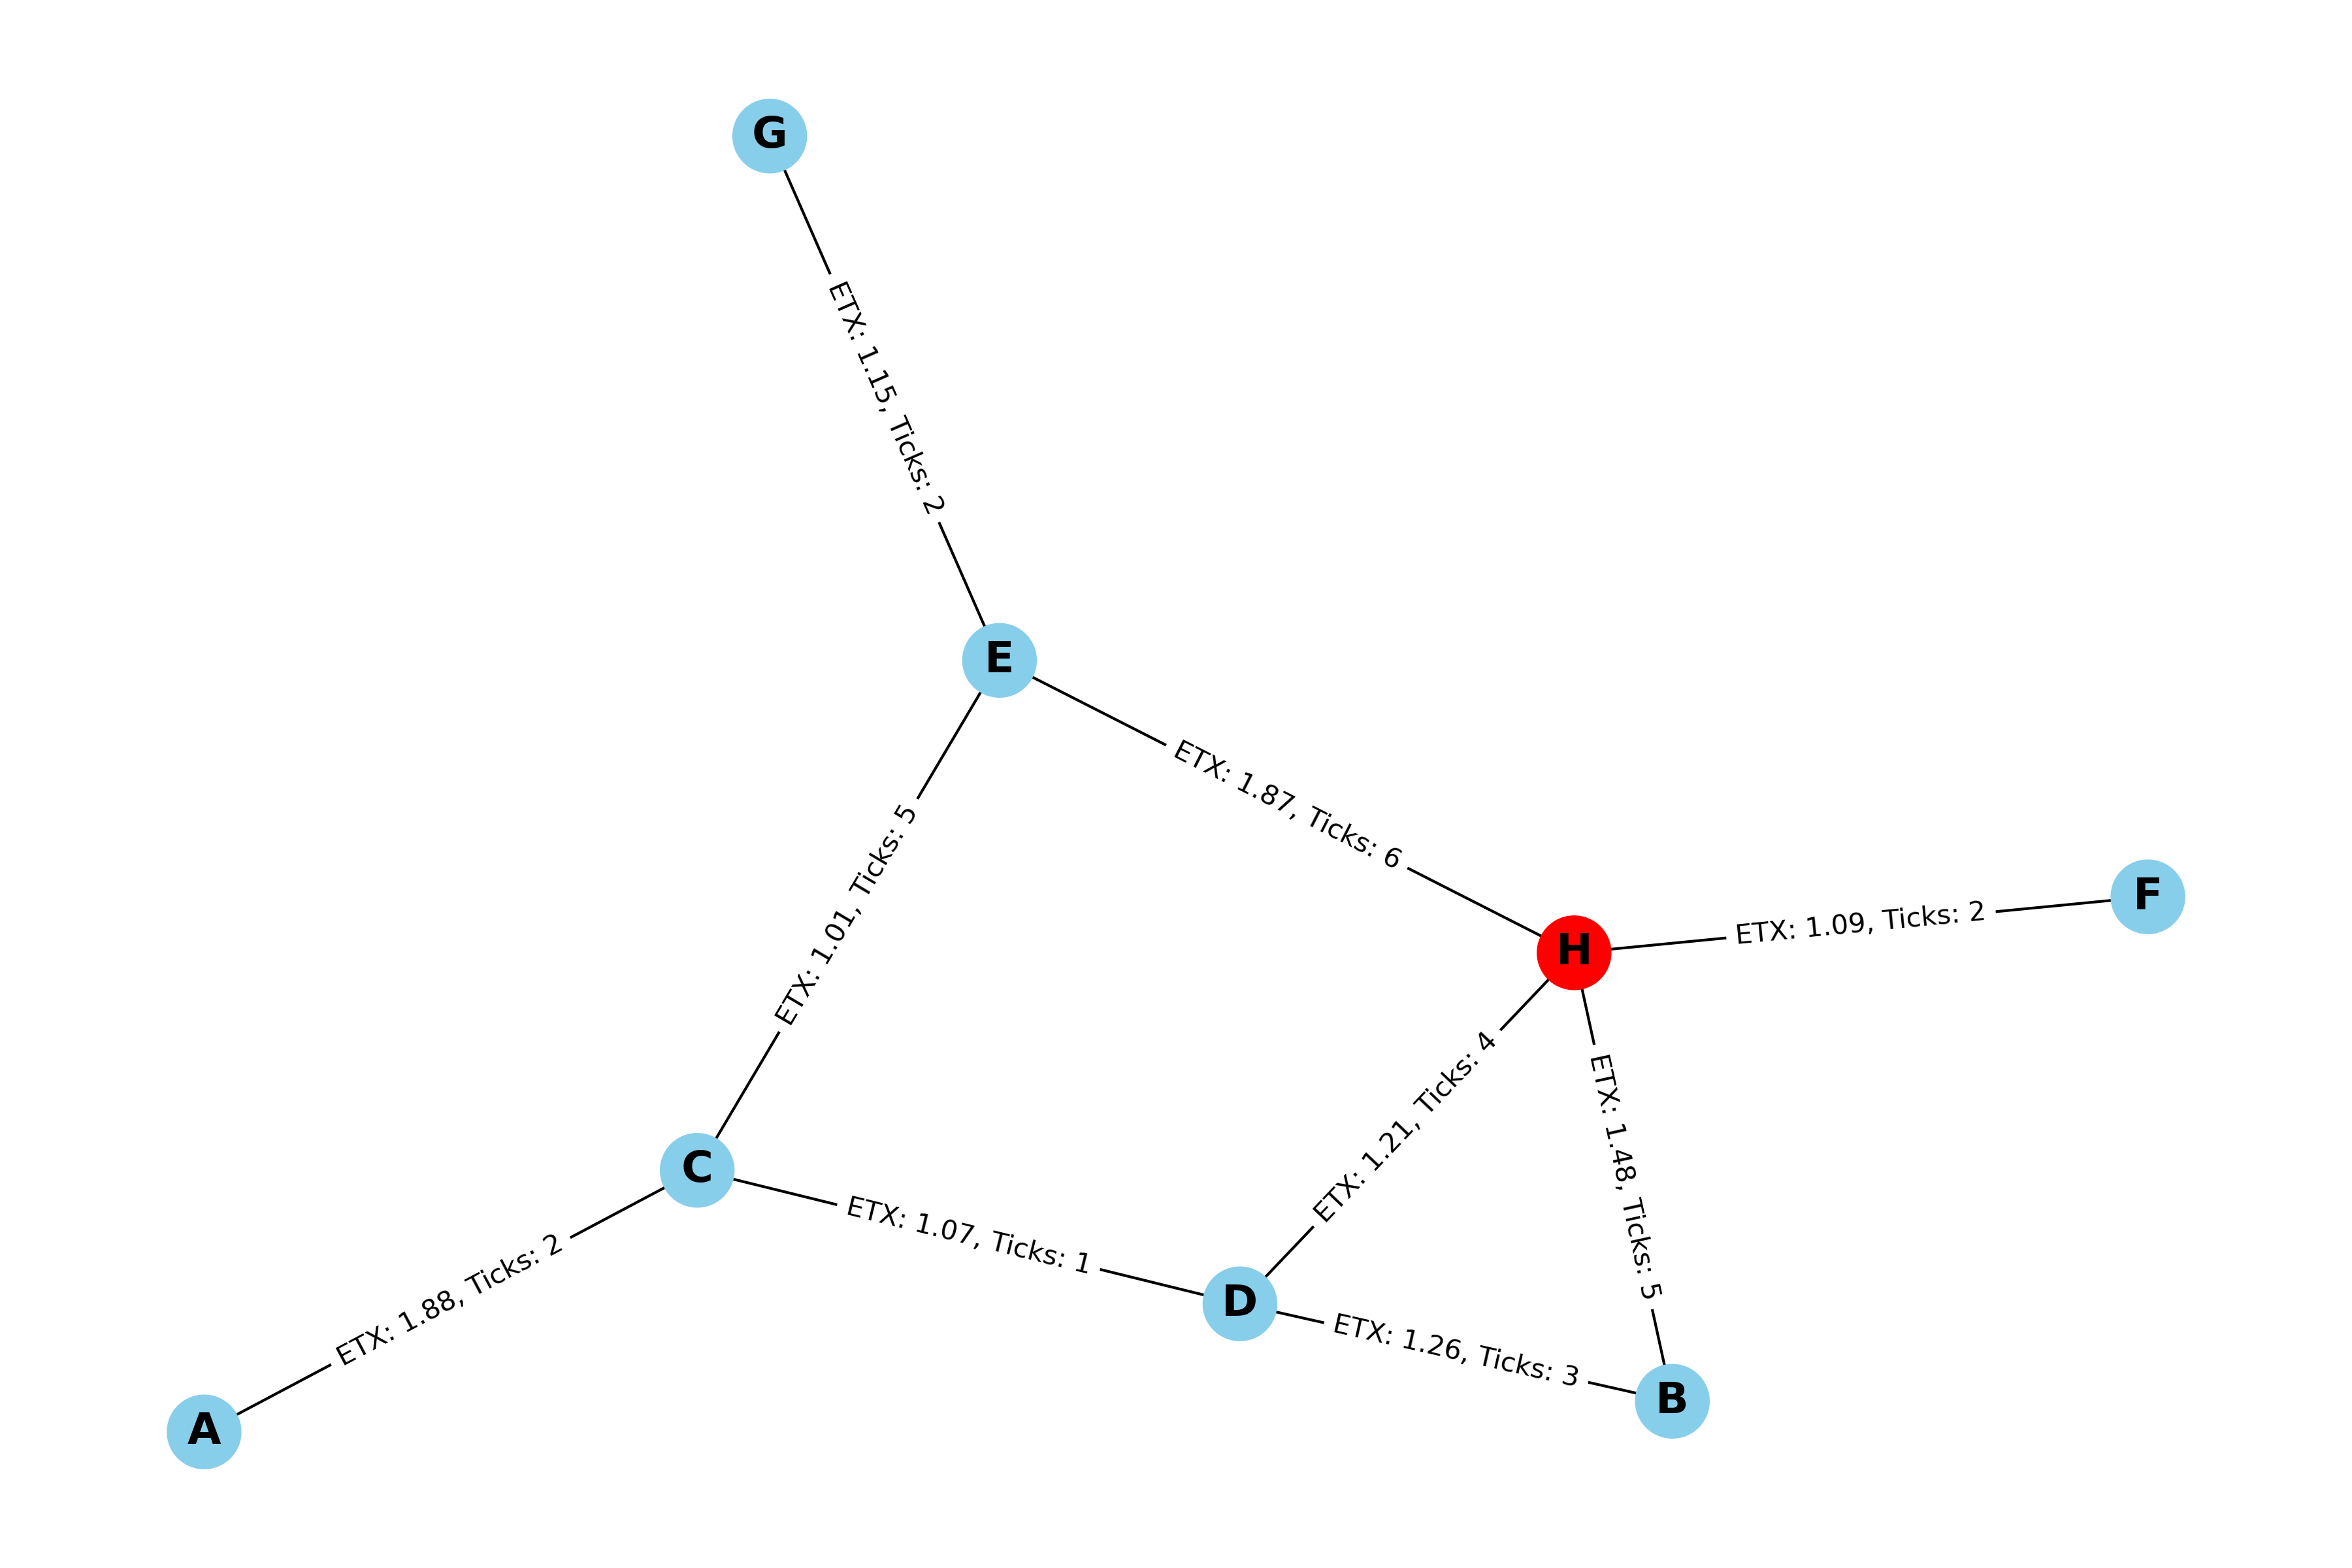 G
ETX: 1.15, Ticks: 2
E
ETX: 1.87, Ticks: 6
ETX: 1.01, Ticks: 5
F
ETX: 1.09, Ticks: 2
H
ETX: 1.21, Ticks: 4
ETX: 1.48, Ticks: 5
C
ETX: 1.07, Ticks: 1
ETX: 1.88, Ticks: 2
D
ETX: 1.26, Ticks: 3
B
A